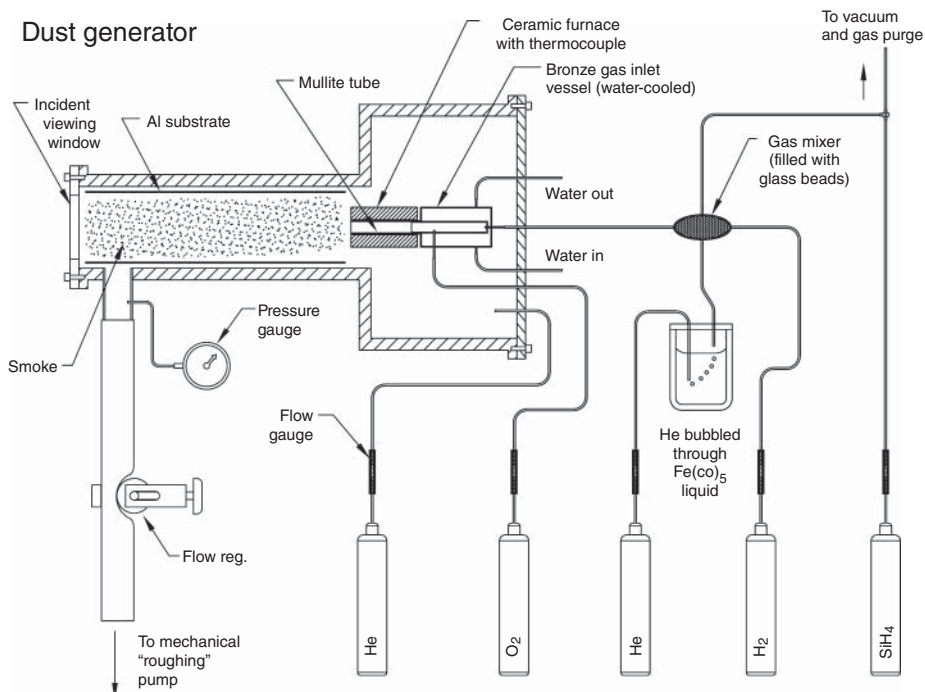 Dust generator
Ceramic furnace
with thermocouple
To vacuum
and gas purge
Mullite tube
Bronze gas inlet
vessel (water-cooled)
Incident
viewing
window
Al substrate
Gas mixer
(filled with
glass beads)
Water out
Water in
Pressure
gauge
Smoke
Flow
gauge
He bubbled
through
Fe(co)5
liquid
Flow reg.
To mechanical
“roughing”
pump
He
O2
He
H2
SiH4